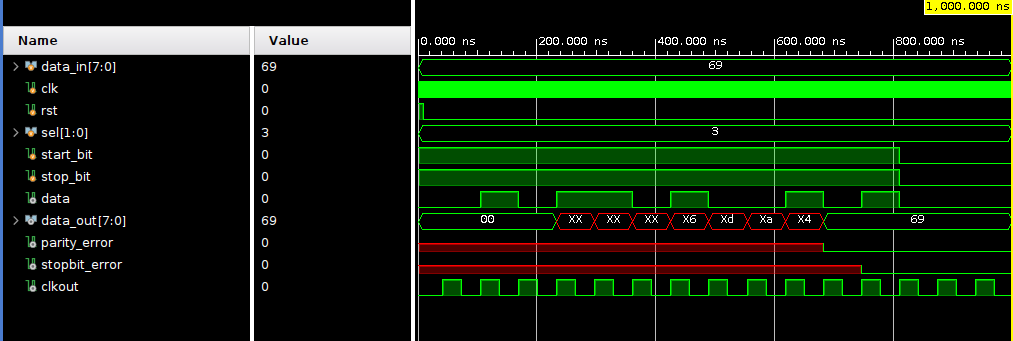 1,000.000 ns
Name Value
0.000 ns 200.000 ns 400.000 ns 600.000 ns 800.000 ns
data_in[7:0] 69 69
clk 0
rst 0
sel[1:0] 3 3
start_bit 0
stop_bit 0
data 0
data_out[7:0] 69 00 XX XX XX X6 Xd Xa X4 69
parity_error 0
stopbit_error 0
clkout 0